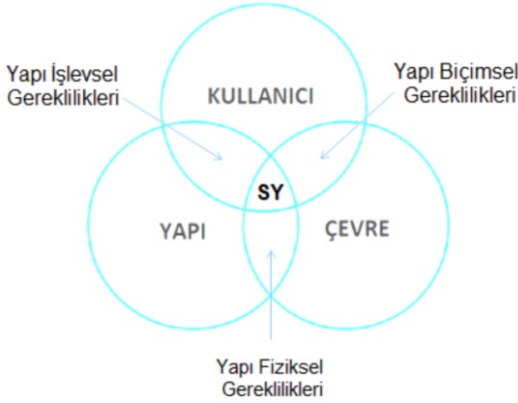 Yapı İşlevsel
Gereklilikleri
KULLANICI
Yapı Biçimsel
Gereklilikleri
SY
YAPI
ÇEVRE
Yapı Fiziksel
Gereklilikleri